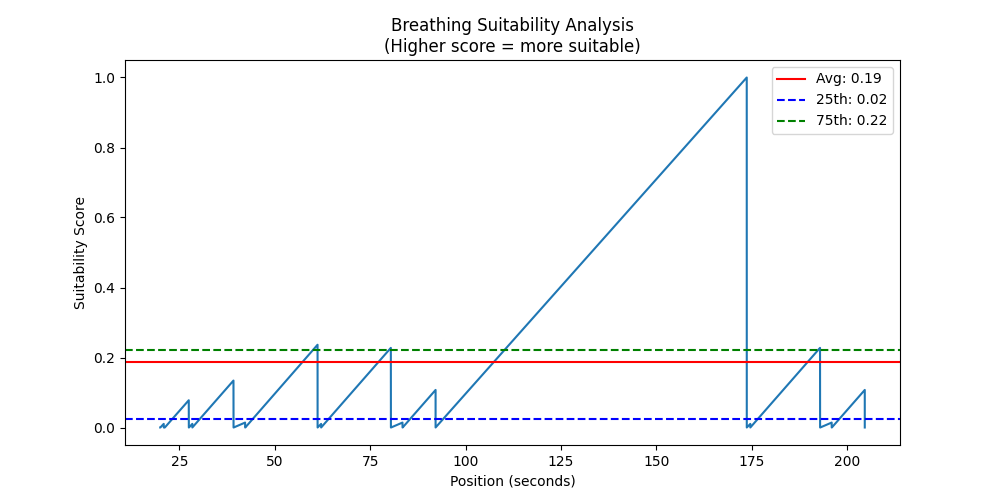 Breathing Suitability Analysis
(Higher score = more suitable)
Avg: 0.19
25th: 0.02
75th: 0.22
Suitability Score
1.0
0.8
0.6
0.4
0.2
0.0
25
50
75
100
125
150
175
200
Position (seconds)